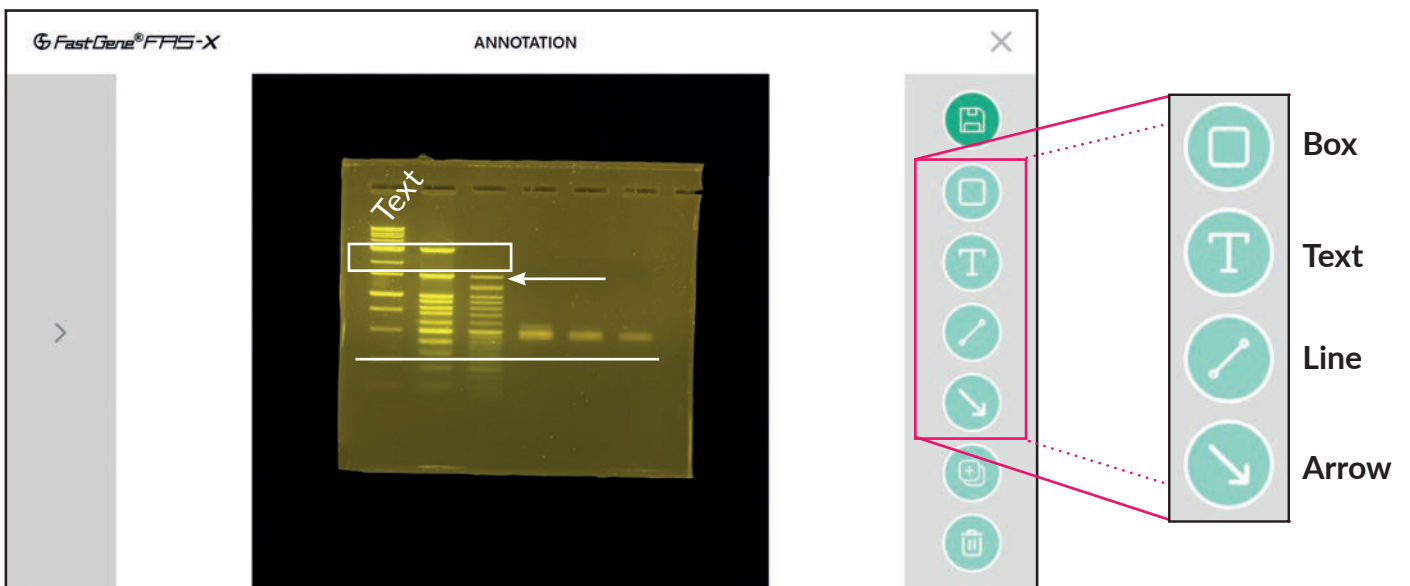 FastGene® FAS-X
ANNOTATION
Text
T
Box
T
Text
Line
Arrow